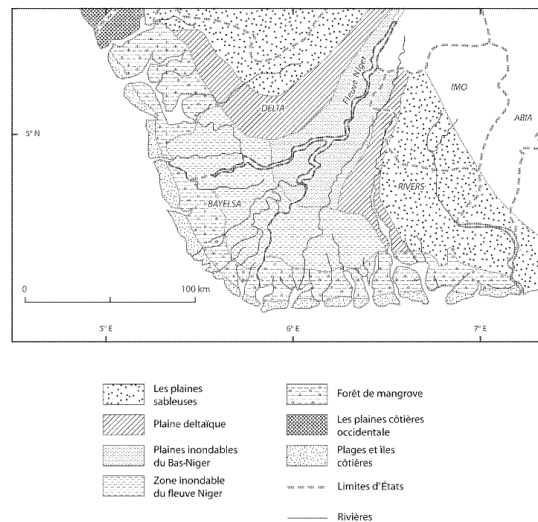 IMO
ABIA
Fleuve Niger
DELTA
5° N
RIVERS
BAYELSA
0 100 km
5° E 6° E 7° E
Les plaines
sableuses
Plaine deltaïque
Plaines inondables
du Bas-Niger
Zone inondable
du fleuve Niger
Forêt de mangrove
Les plaines côtières
occidentale
Plages et îles
côtières
Limites d'États
Rivières